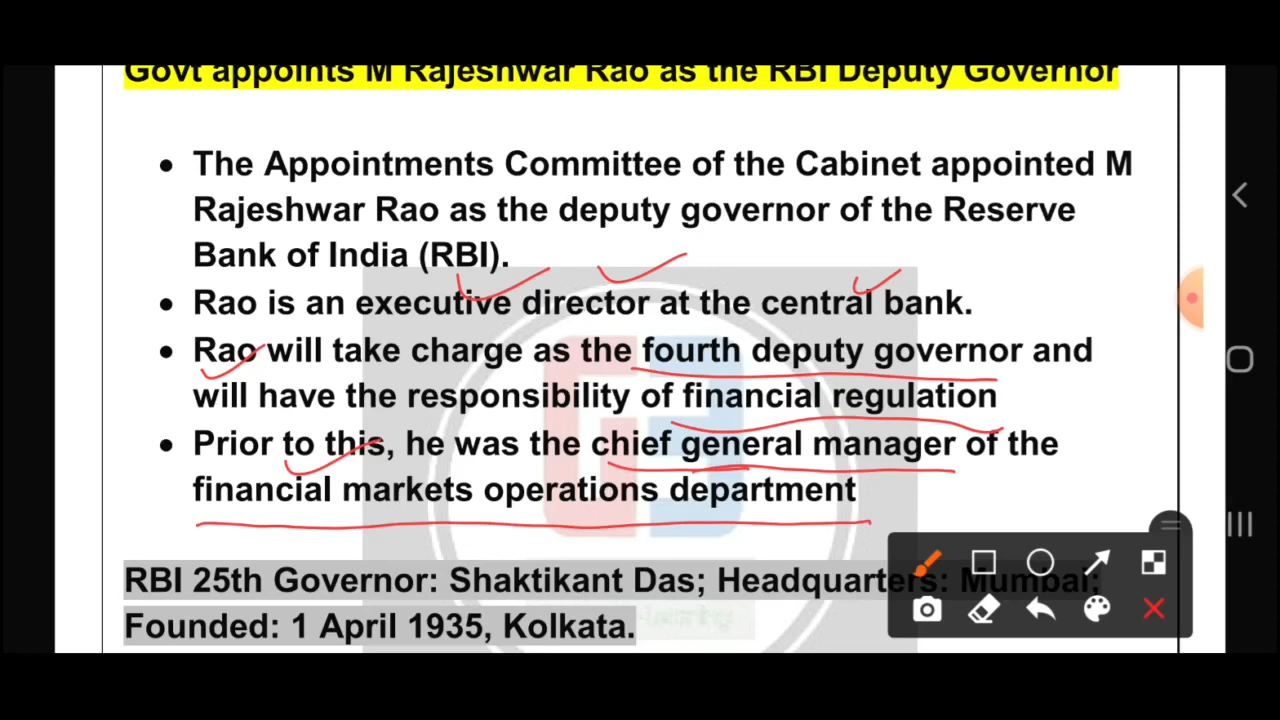 Govt appoints M Rajeshwar Rao as the RBI Deputy Governor
• The Appointments Committee of the Cabinet appointed M
Rajeshwar Rao as the deputy governor of the Reserve
Bank of India (RBI).
• Rao is an executive director at the central bank.
• Rao will take charge as the fourth deputy governor and
will have the responsibility of financial regulation
• Prior to this, he was the chief general manager of the
financial markets operations department
RBI 25th Governor: Shaktikant Das; Headquarters: Mumbai;
Founded: 1 April 1935, Kolkata.